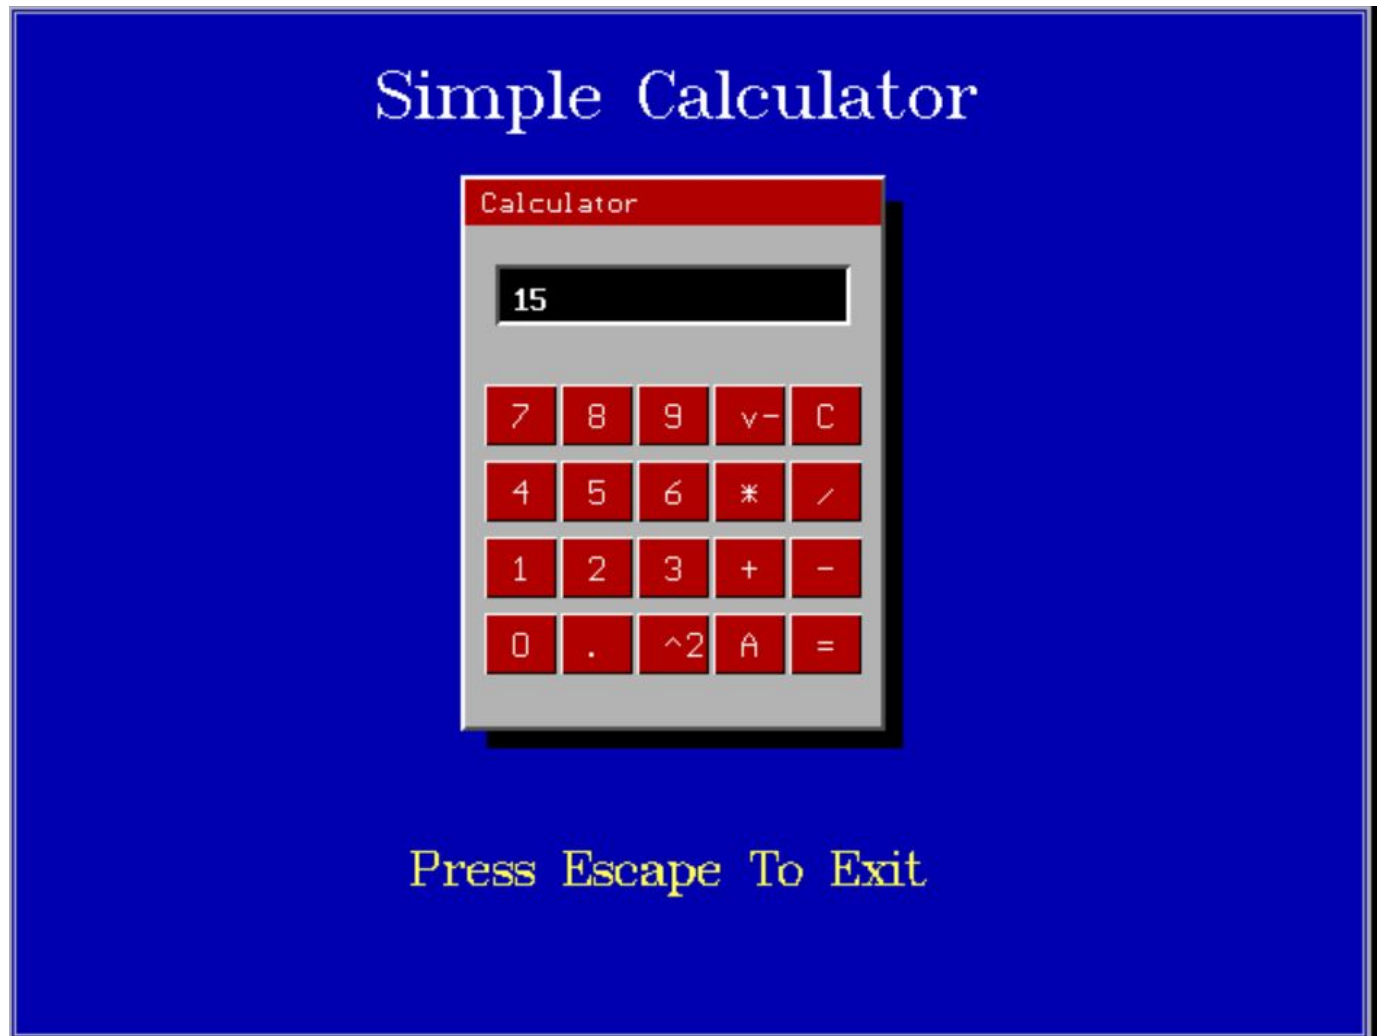 Simple Calculator
Calculator
15
7 8 9 v- C
4 5 6 * /
1 2 3 + -
0 . ^2 A =
Press Escape To Exit